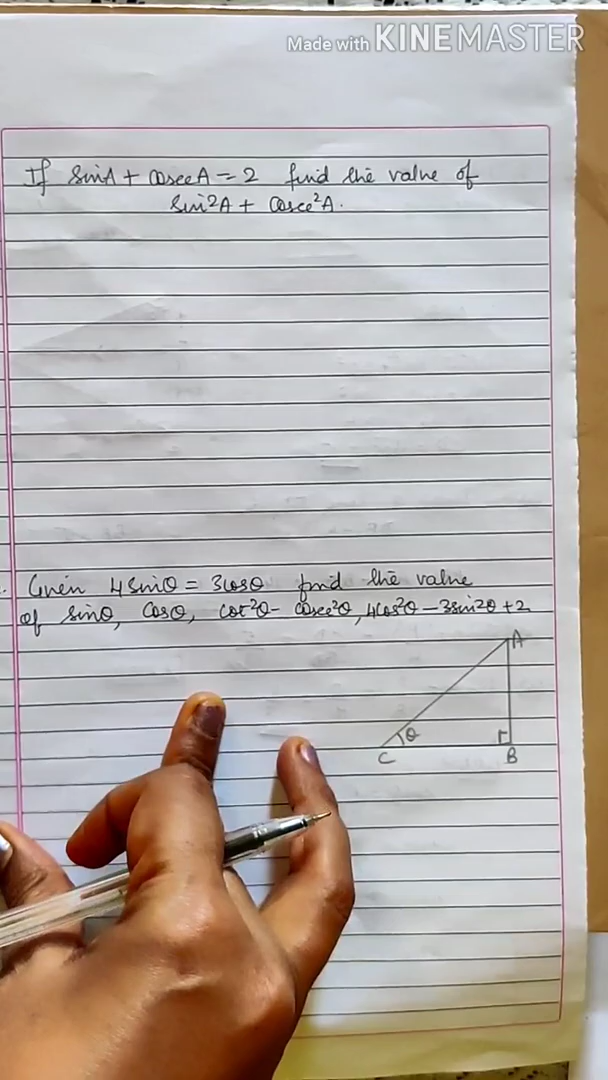 Made with KINEMASTER
If SinA + CosecA = 2 find the value of
Sin²A + Cosec²A.
. Given 4Sinθ = 3Cosθ find the value
of Sinθ, Cosθ, Cot²θ - Cosec²θ, 4Cos²θ - 3Sin²θ + 2
A
θ
C B